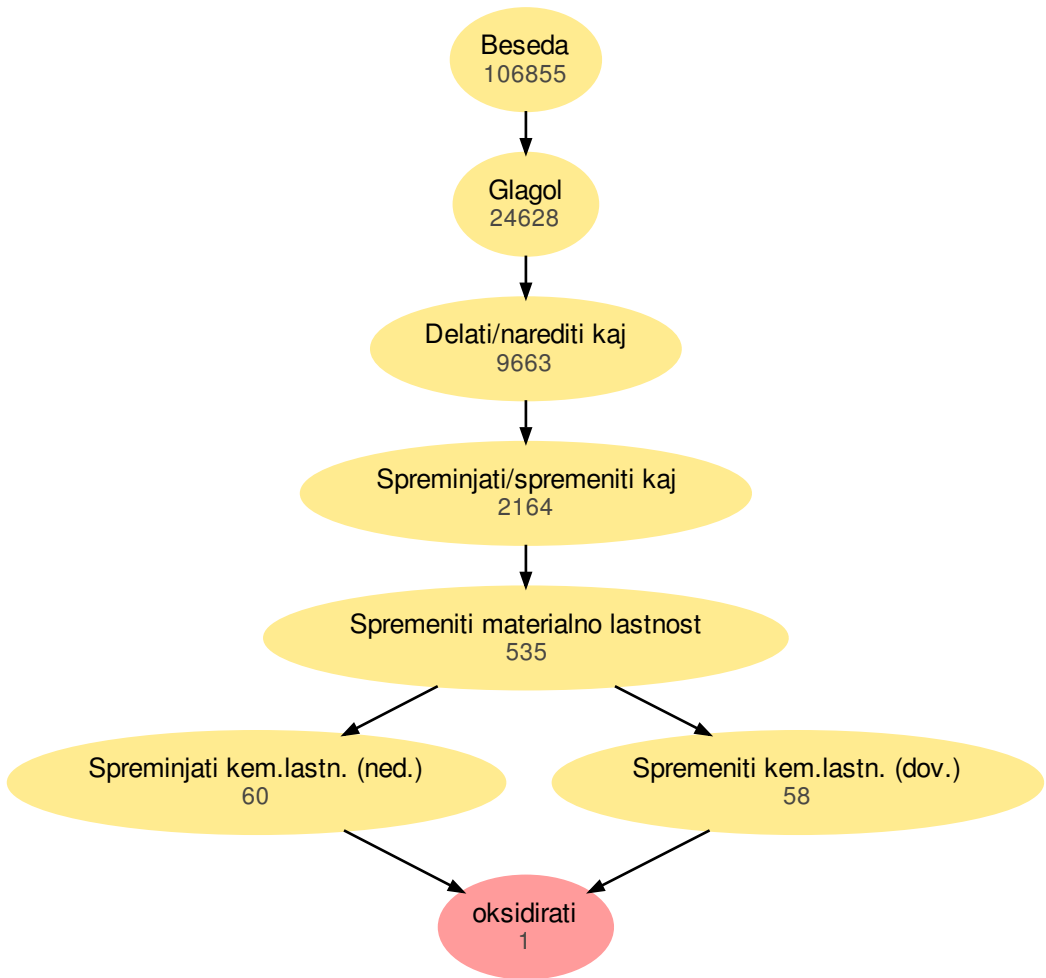 Beseda
106855
Glagol
24628
Delati/narediti kaj
9663
Spreminjati/spremeniti kaj
2164
Spremeniti materialno lastnost
535
Spreminjati kem.lastn. (ned.)
60
Spremeniti kem.lastn. (dov.)
58
oksidirati
1